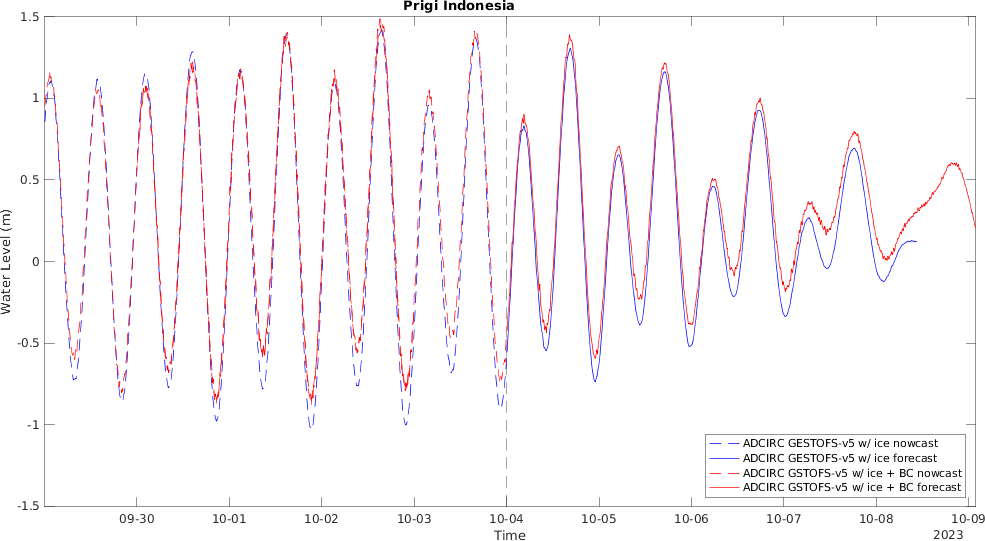 Prigi Indonesia
1.5
1
0.5
0
-0.5
-1
-1.5
Water Level (m)
ADCIRC GESTOFS-v5 w/ ice nowcast
ADCIRC GESTOFS-v5 w/ ice forecast
ADCIRC GSTOFS-v5 w/ ice + BC nowcast
ADCIRC GSTOFS-v5 w/ ice + BC forecast
09-30 10-01 10-02 10-03 10-04 10-05 10-06 10-07 10-08 10-09
Time
2023